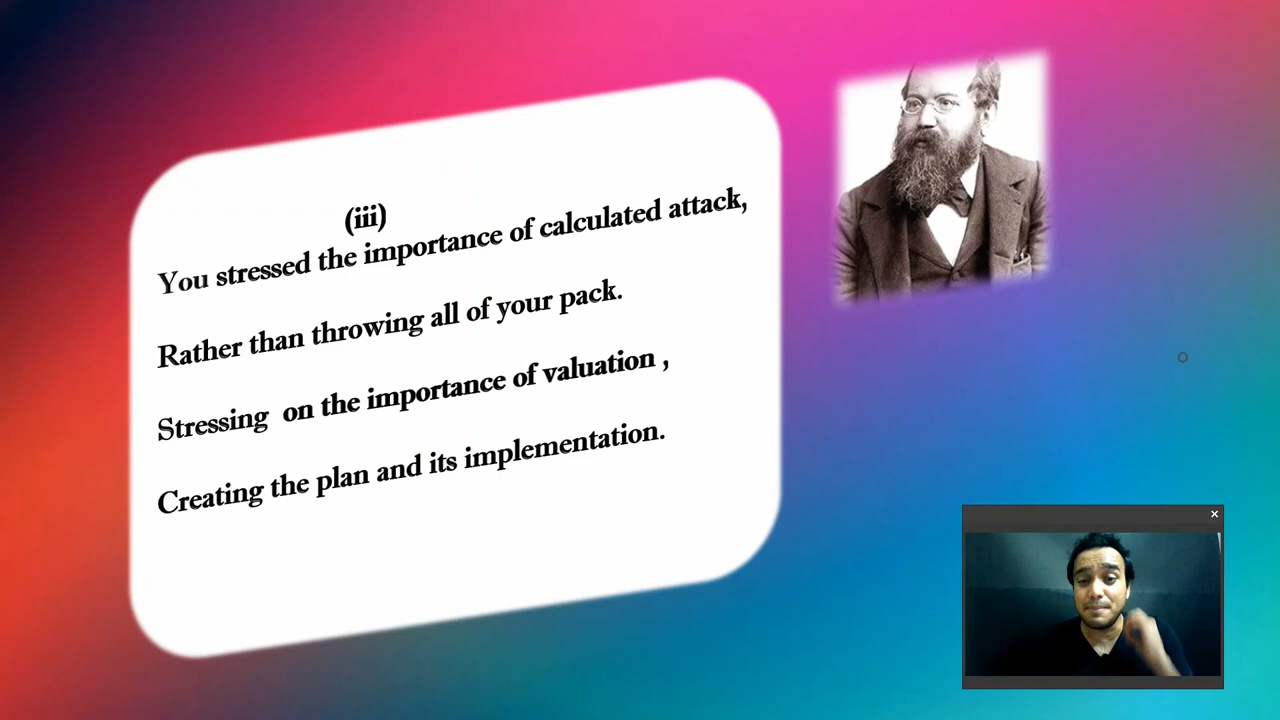 (iii)
You stressed the importance of calculated attack,
Rather than throwing all of your pack.
Stressing  on the importance of valuation ,
Creating the plan and its implementation.